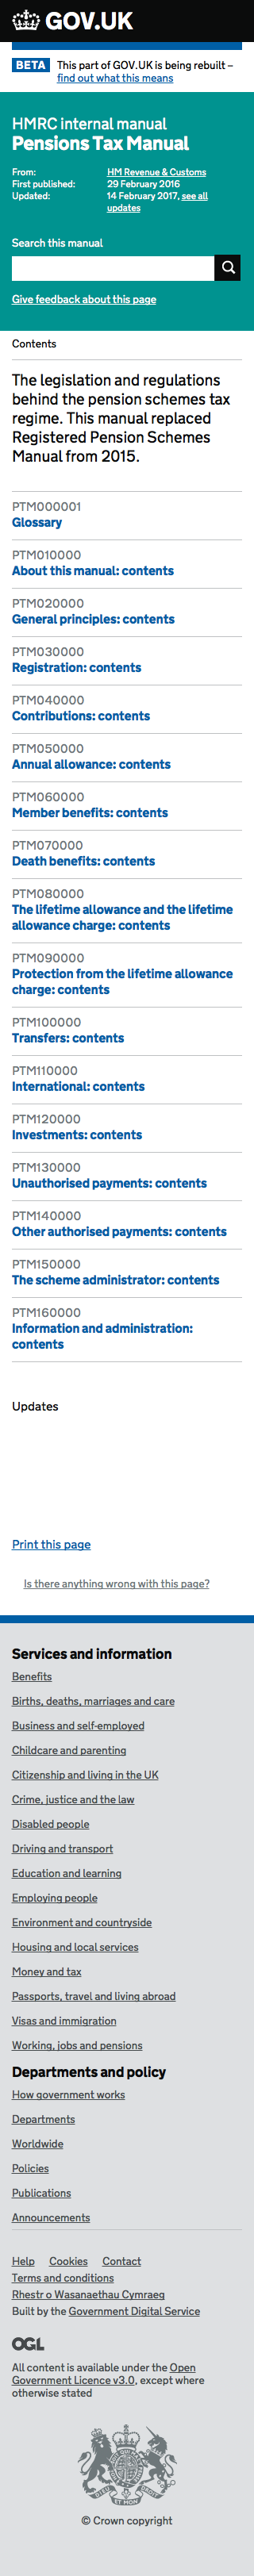 GOV.UK
BETA This part of GOV.UK is being rebuilt –
find out what this means
HMRC internal manual
Pensions Tax Manual
From: HM Revenue & Customs
First published: 29 February 2016
Updated: 14 February 2017, see all
updates
Search this manual
Give feedback about this page
Contents
The legislation and regulations
behind the pension schemes tax
regime. This manual replaced
Registered Pension Schemes
Manual from 2015.
PTM000001
Glossary
PTM010000
About this manual: contents
PTM020000
General principles: contents
PTM030000
Registration: contents
PTM040000
Contributions: contents
PTM050000
Annual allowance: contents
PTM060000
Member benefits: contents
PTM070000
Death benefits: contents
PTM080000
The lifetime allowance and the lifetime
allowance charge: contents
PTM090000
Protection from the lifetime allowance
charge: contents
PTM100000
Transfers: contents
PTM110000
International: contents
PTM120000
Investments: contents
PTM130000
Unauthorised payments: contents
PTM140000
Other authorised payments: contents
PTM150000
The scheme administrator: contents
PTM160000
Information and administration:
contents
Updates
Print this page
Is there anything wrong with this page?
Services and information
Benefits
Births, deaths, marriages and care
Business and self-employed
Childcare and parenting
Citizenship and living in the UK
Crime, justice and the law
Disabled people
Driving and transport
Education and learning
Employing people
Environment and countryside
Housing and local services
Money and tax
Passports, travel and living abroad
Visas and immigration
Working, jobs and pensions
Departments and policy
How government works
Departments
Worldwide
Policies
Publications
Announcements
Help Cookies Contact
Terms and conditions
Rhestr o Wasanaethau Cymraeg
Built by the Government Digital Service
OGL
All content is available under the Open
Government Licence v3.0, except where
otherwise stated
DIEU ET MON DROIT
© Crown copyright